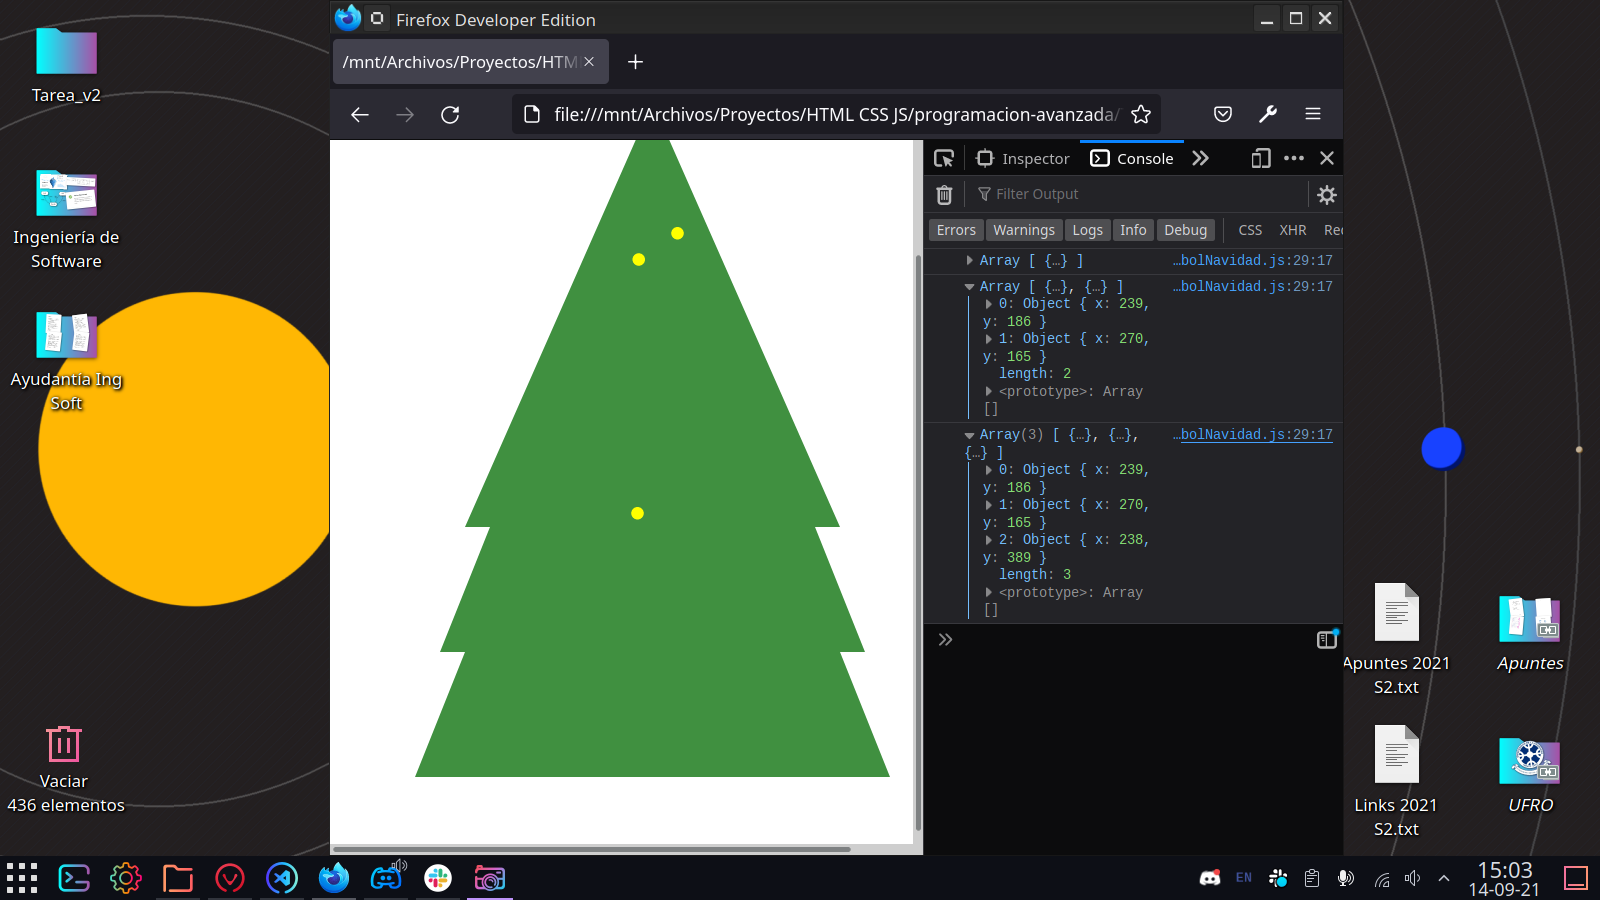 Firefox Developer Edition
/mnt/Archivos/Proyectos/HTM
file:///mnt/Archivos/Proyectos/HTML CSS JS/programacion-avanzada/
Tarea_v2
Ingeniería de
Software
Ayudantía Ing
Soft
Vaciar
436 elementos
Inspector
Console
Filter Output
Errors
Warnings
Logs
Info
Debug
CSS
XHR
Re
Array [ {…} ]
…bolNavidad.js:29:17
Array [ {…}, {…} ]
…bolNavidad.js:29:17
0: Object { x: 239,
y: 186 }
1: Object { x: 270,
y: 165 }
length: 2
<prototype>: Array
[]
Array(3) [ {…}, {…},
…bolNavidad.js:29:17
{…} ]
0: Object { x: 239,
y: 186 }
1: Object { x: 270,
y: 165 }
2: Object { x: 238,
y: 389 }
length: 3
<prototype>: Array
[]
Apuntes 2021
S2.txt
Apuntes
Links 2021
S2.txt
UFRO
EN
15:03
14-09-21